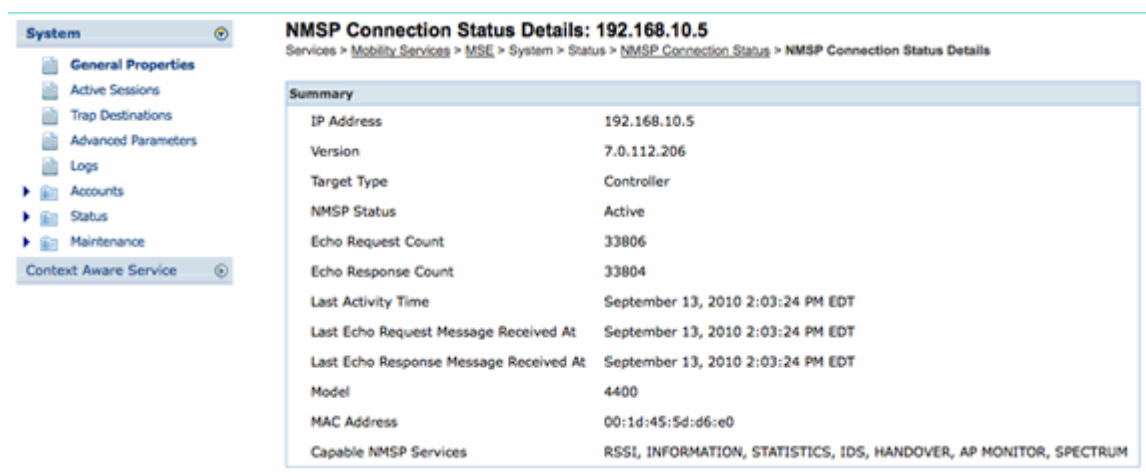 System
General Properties
Active Sessions
Trap Destinations
Advanced Parameters
Logs
Accounts
Status
Maintenance
Context Aware Service
NMSP Connection Status Details: 192.168.10.5
Services > Mobility Services > MSE > System > Status > NMSP Connection Status > NMSP Connection Status Details
Summary
IP Address 192.168.10.5
Version 7.0.112.206
Target Type Controller
NMSP Status Active
Echo Request Count 33806
Echo Response Count 33804
Last Activity Time September 13, 2010 2:03:24 PM EDT
Last Echo Request Message Received At September 13, 2010 2:03:24 PM EDT
Last Echo Response Message Received At September 13, 2010 2:03:24 PM EDT
Model 4400
MAC Address 00:1d:45:5d:d6:e0
Capable NMSP Services RSSI, INFORMATION, STATISTICS, IDS, HANDOVER, AP MONITOR, SPECTRUM